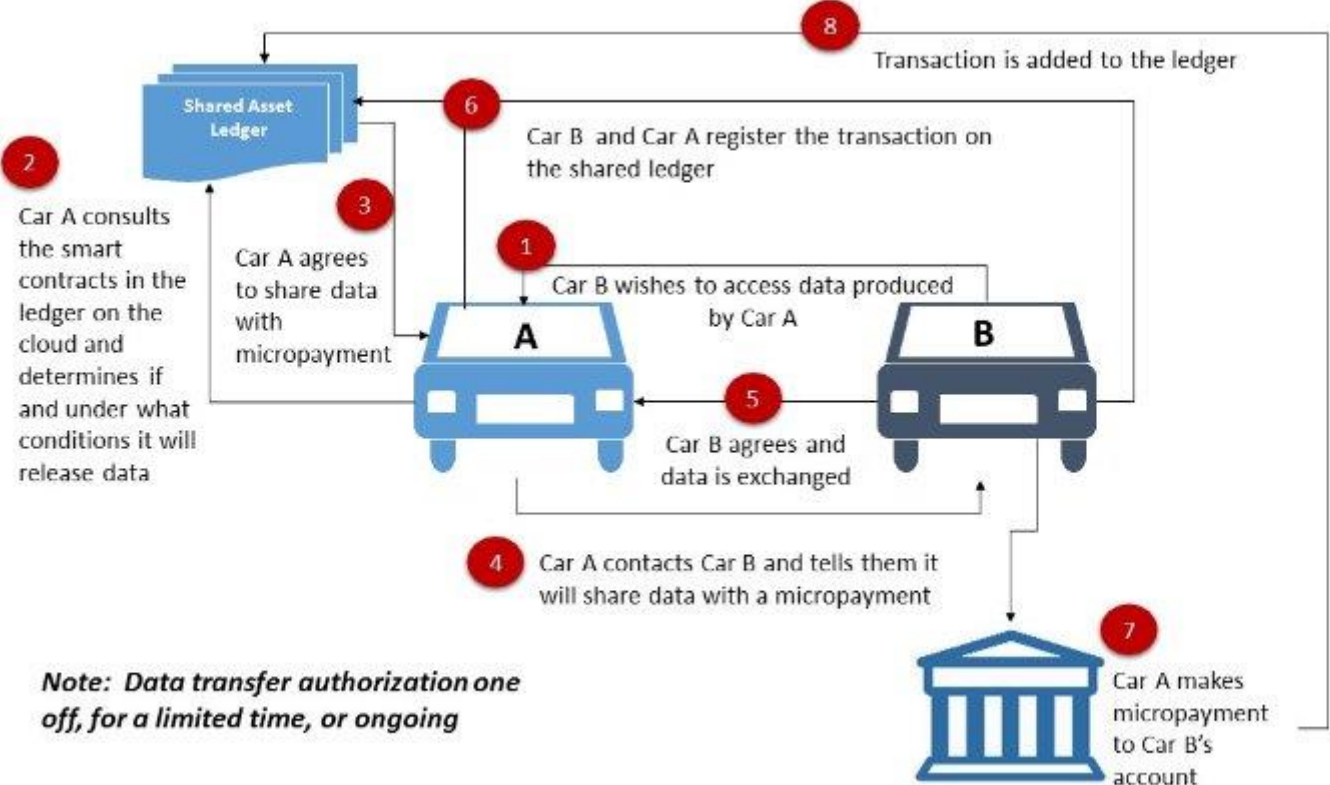 8
Transaction is added to the ledger
Shared Asset
Ledger
6
Car B and Car A register the transaction on
the shared ledger
2
Car A consults
the smart
contracts in the
ledger on the
cloud and
determines if
and under what
conditions it will
release data
3
Car A agrees
to share data
with
micropayment
1
Car B wishes to access data produced
by Car A
A
B
5
Car B agrees and
data is exchanged
4
Car A contacts Car B and tells them it
will share data with a micropayment
7
Car A makes
micropayment
to Car B's
account
Note: Data transfer authorization one
off, for a limited time, or ongoing